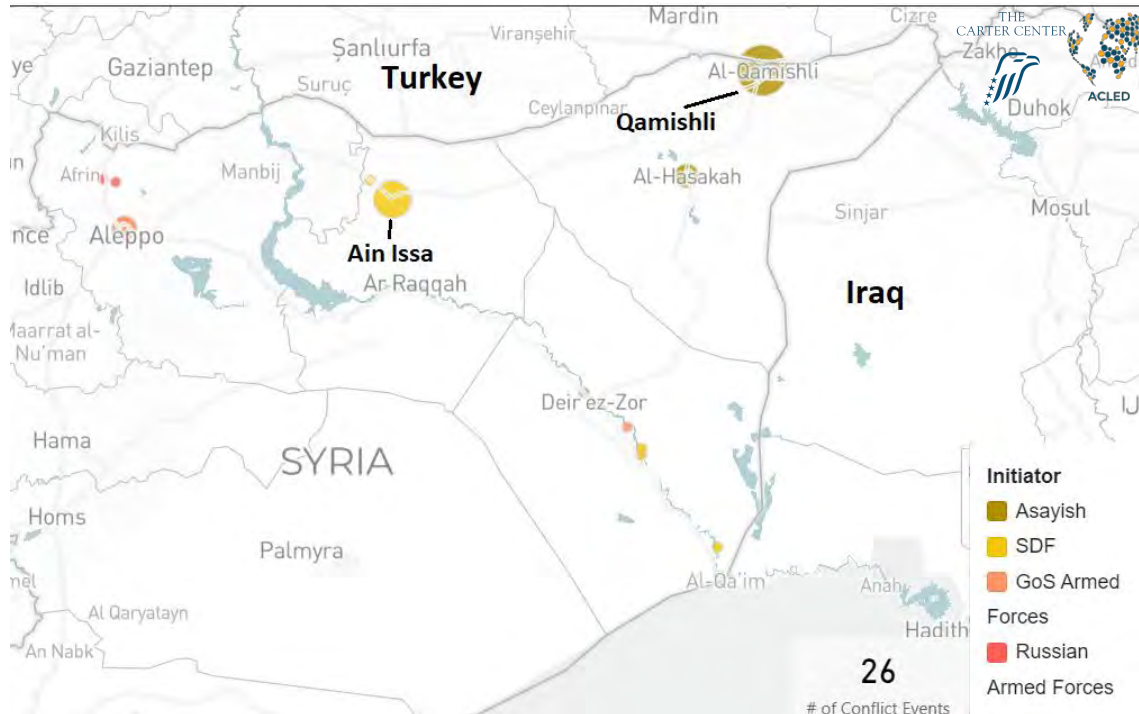 Mardin
Cizre
THE
CARTER CENTER
Viranşehir
Şanlıurfa
Zakho
Gaziantep
Turkey
Al-Qamishli
Suruç
ACLED
Ceylanpınar
Duhok
Qamishli
Kilis
Afrin
Manbij
Al-Hasakah
Sinjar
Mosul
Aleppo
Ain Issa
Ar-Raqqah
Idlib
Iraq
Maarrat al-
Nu'man
Deir ez-Zor
Hama
SYRIA
Initiator
Asayish
Homs
SDF
Palmyra
GoS Armed
Al-Qa'im
Anah
Forces
Al Qaryatayn
Hadith
Russian
An Nabk
26
Armed Forces
# of Conflict Events